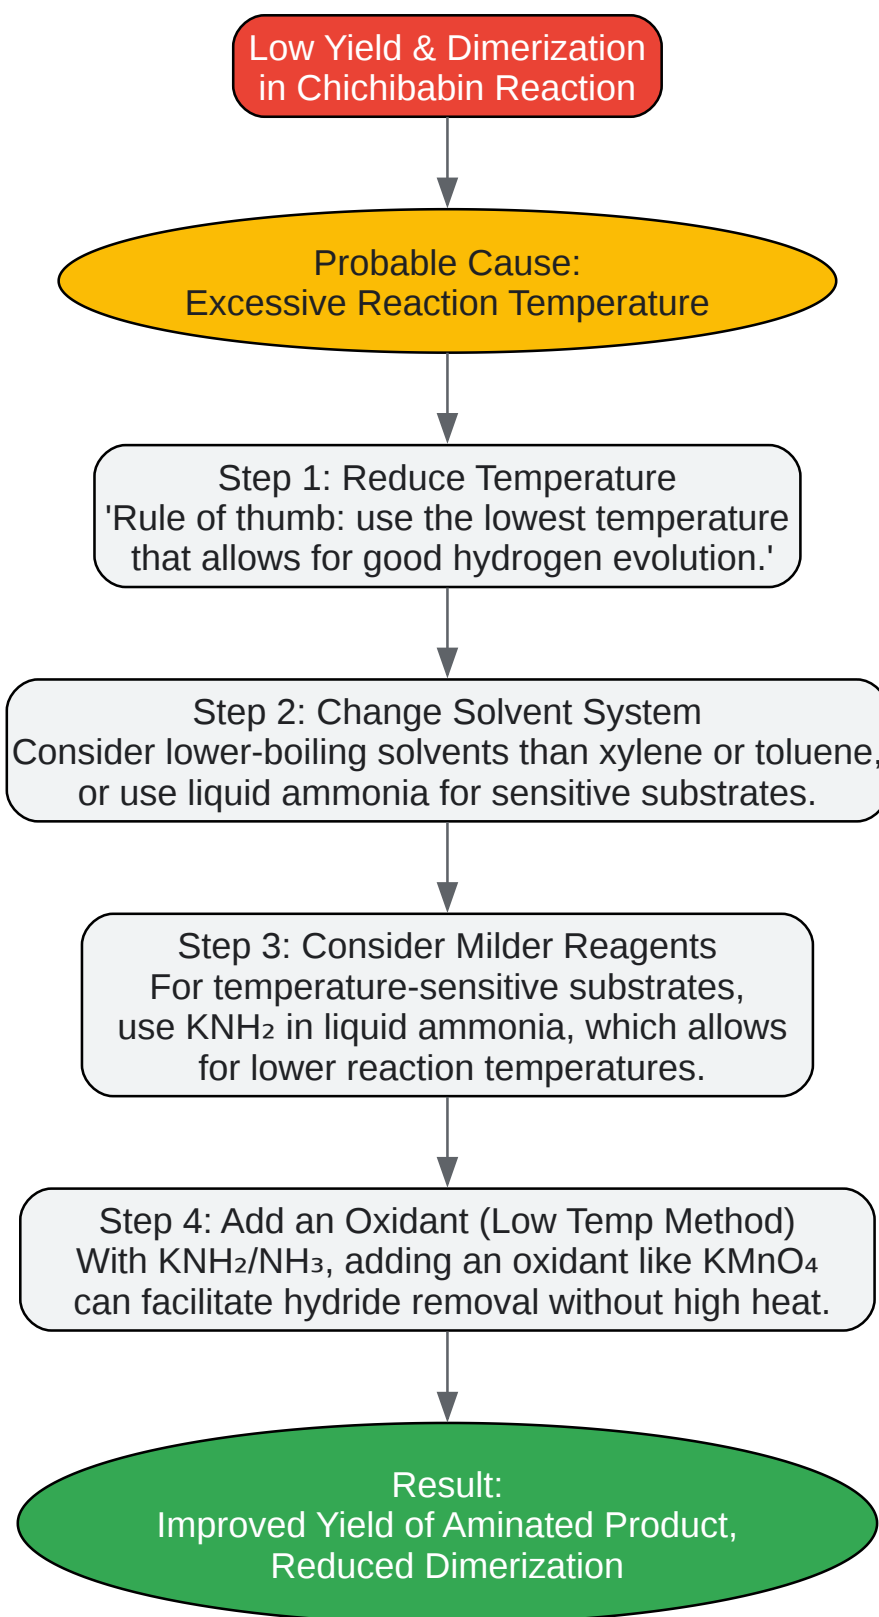 Low Yield & Dimerization
in Chichibabin Reaction
Probable Cause:
Excessive Reaction Temperature
Step 1: Reduce Temperature
'Rule of thumb: use the lowest temperature
that allows for good hydrogen evolution.'
Step 2: Change Solvent System
Consider lower-boiling solvents than xylene or toluene,
or use liquid ammonia for sensitive substrates.
Step 3: Consider Milder Reagents
For temperature-sensitive substrates,
use KNH₂ in liquid ammonia, which allows
for lower reaction temperatures.
Step 4: Add an Oxidant (Low Temp Method)
With KNH₂/NH₃, adding an oxidant like KMnO₄
can facilitate hydride removal without high heat.
Result:
Improved Yield of Aminated Product,
Reduced Dimerization